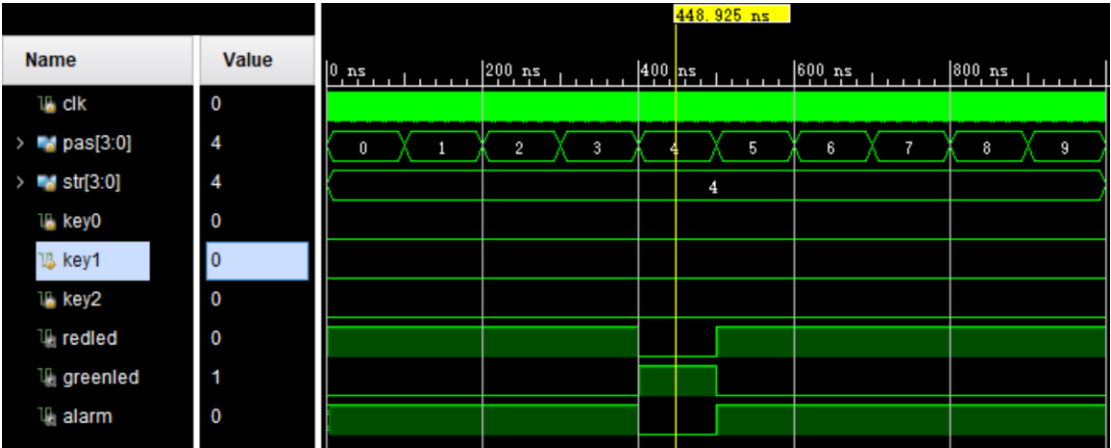 448.925 ns
Name Value 0 ns 200 ns 400 ns 600 ns 800 ns
clk 0
pas[3:0] 4 0 1 2 3 4 5 6 7 8 9
str[3:0] 4 4
key0 0
key1 0
key2 0
redled 0
greenled 1
alarm 0